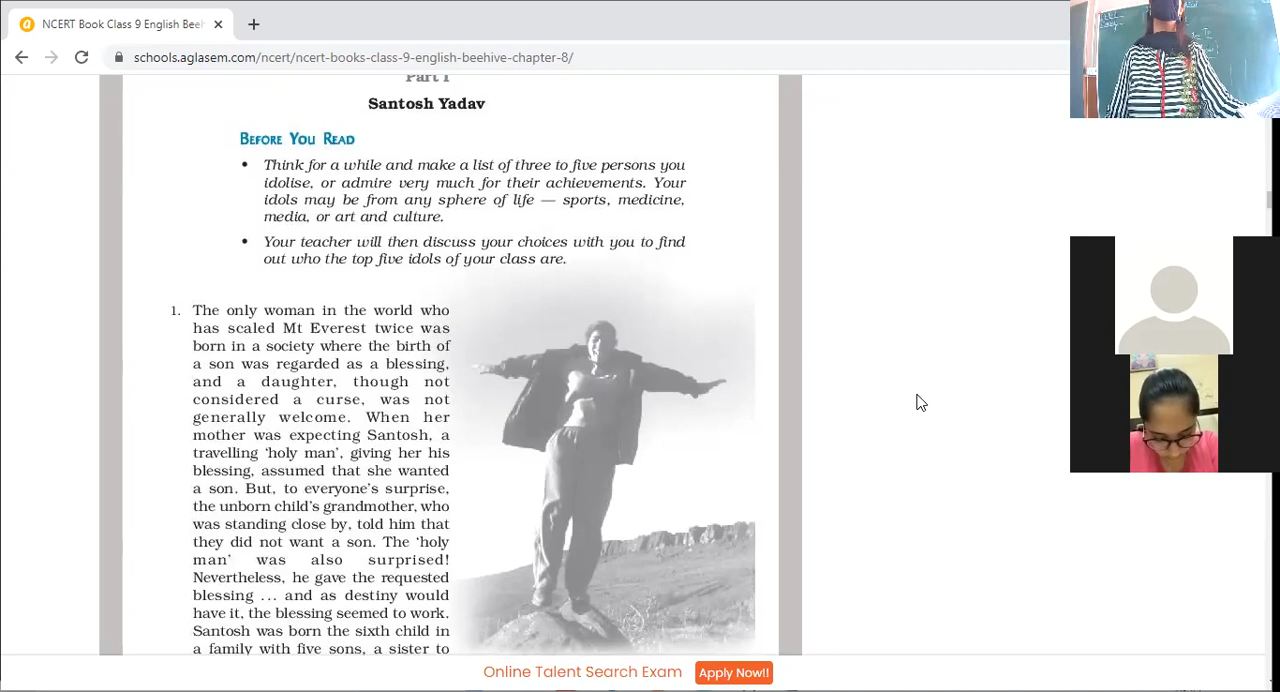 NCERT Book Class 9 English Beeh
schools.aglasem.com/ncert/ncert-books-class-9-english-beehive-chapter-8/
Part I
Santosh Yadav
BEFORE YOU READ
• Think for a while and make a list of three to five persons you
idolise, or admire very much for their achievements. Your
idols may be from any sphere of life — sports, medicine,
media, or art and culture.
• Your teacher will then discuss your choices with you to find
out who the top five idols of your class are.
1. The only woman in the world who
has scaled Mt Everest twice was
born in a society where the birth of
a son was regarded as a blessing,
and a daughter, though not
considered a curse, was not
generally welcome. When her
mother was expecting Santosh, a
travelling ‘holy man’, giving her his
blessing, assumed that she wanted
a son. But, to everyone’s surprise,
the unborn child’s grandmother, who
was standing close by, told him that
they did not want a son. The ‘holy
man’ was also surprised!
Nevertheless, he gave the requested
blessing ... and as destiny would
have it, the blessing seemed to work.
Santosh was born the sixth child in
a family with five sons, a sister to
Online Talent Search Exam
Apply Now!!